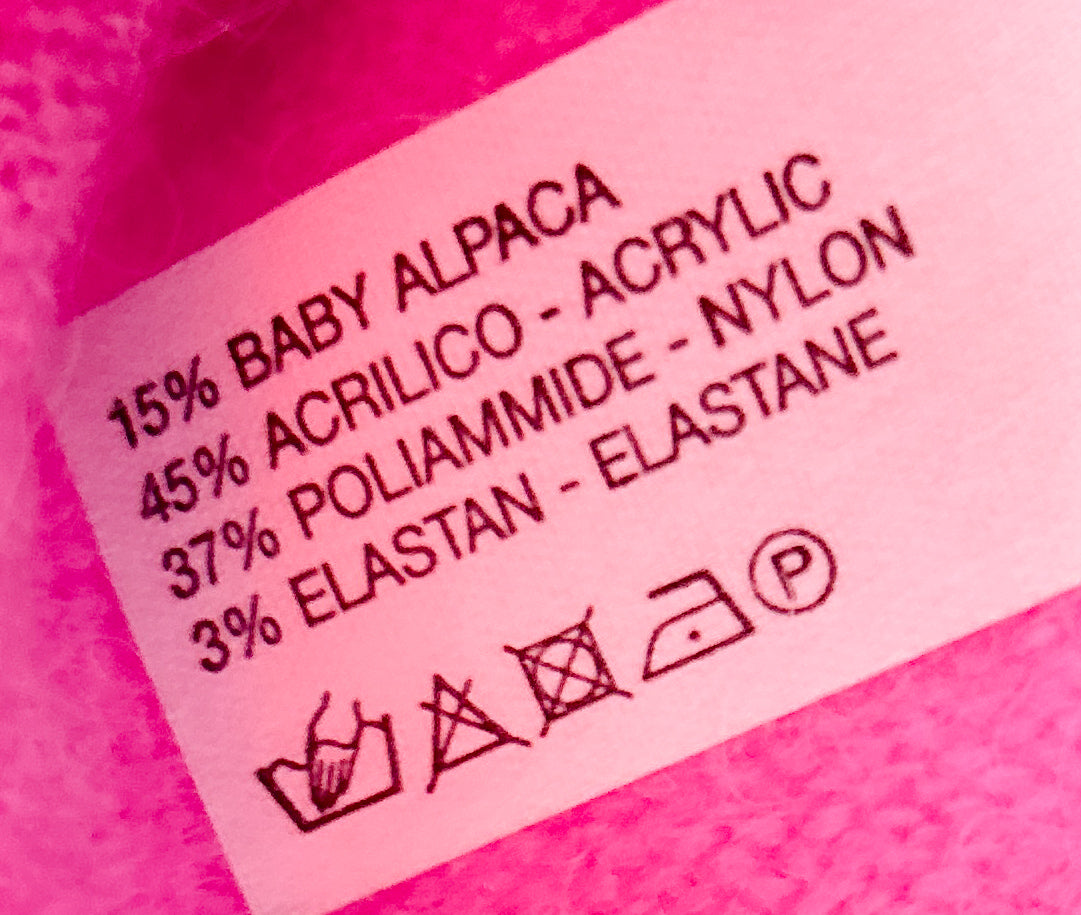 15% BABY ALPACA
45% ACRILICO - ACRYLIC
37% POLIAMMIDE - NYLON
3% ELASTAN - ELASTANE
P